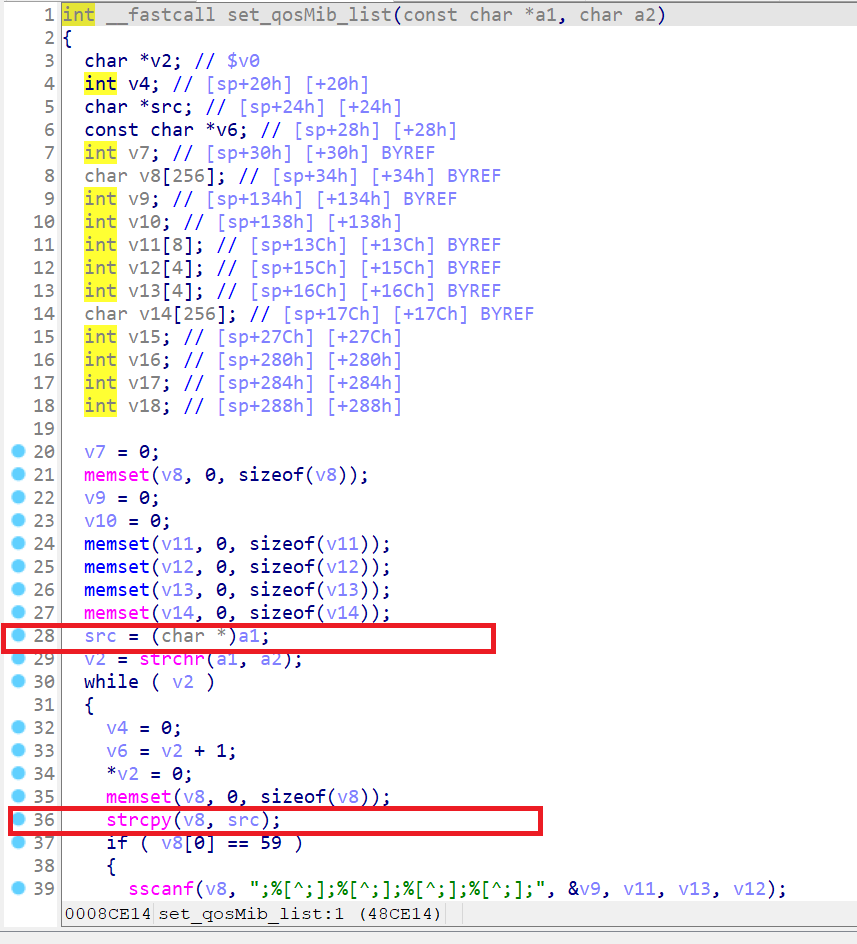 1 int __fastcall set_qosMib_list(const char *a1, char a2)
2 {
3 char *v2; // $v0
4 int v4; // [sp+20h] [+20h]
5 char *src; // [sp+24h] [+24h]
6 const char *v6; // [sp+28h] [+28h]
7 int v7; // [sp+30h] [+30h] BYREF
8 char v8[256]; // [sp+34h] [+34h] BYREF
9 int v9; // [sp+134h] [+134h] BYREF
10 int v10; // [sp+138h] [+138h]
11 int v11[8]; // [sp+13Ch] [+13Ch] BYREF
12 int v12[4]; // [sp+15Ch] [+15Ch] BYREF
13 int v13[4]; // [sp+16Ch] [+16Ch] BYREF
14 char v14[256]; // [sp+17Ch] [+17Ch] BYREF
15 int v15; // [sp+27Ch] [+27Ch]
16 int v16; // [sp+280h] [+280h]
17 int v17; // [sp+284h] [+284h]
18 int v18; // [sp+288h] [+288h]
19
20 v7 = 0;
21 memset(v8, 0, sizeof(v8));
22 v9 = 0;
23 v10 = 0;
24 memset(v11, 0, sizeof(v11));
25 memset(v12, 0, sizeof(v12));
26 memset(v13, 0, sizeof(v13));
27 memset(v14, 0, sizeof(v14));
28 src = (char *)a1;
29 v2 = strchr(a1, a2);
30 while ( v2 )
31 {
32 v4 = 0;
33 v6 = v2 + 1;
34 *v2 = 0;
35 memset(v8, 0, sizeof(v8));
36 strcpy(v8, src);
37 if ( v8[0] == 59 )
38 {
39 sscanf(v8, ";%[^;];%[^;];%[^;];%[^;];", &v9, v11, v13, v12);
0008CE14 set_qosMib_list:1 (48CE14)